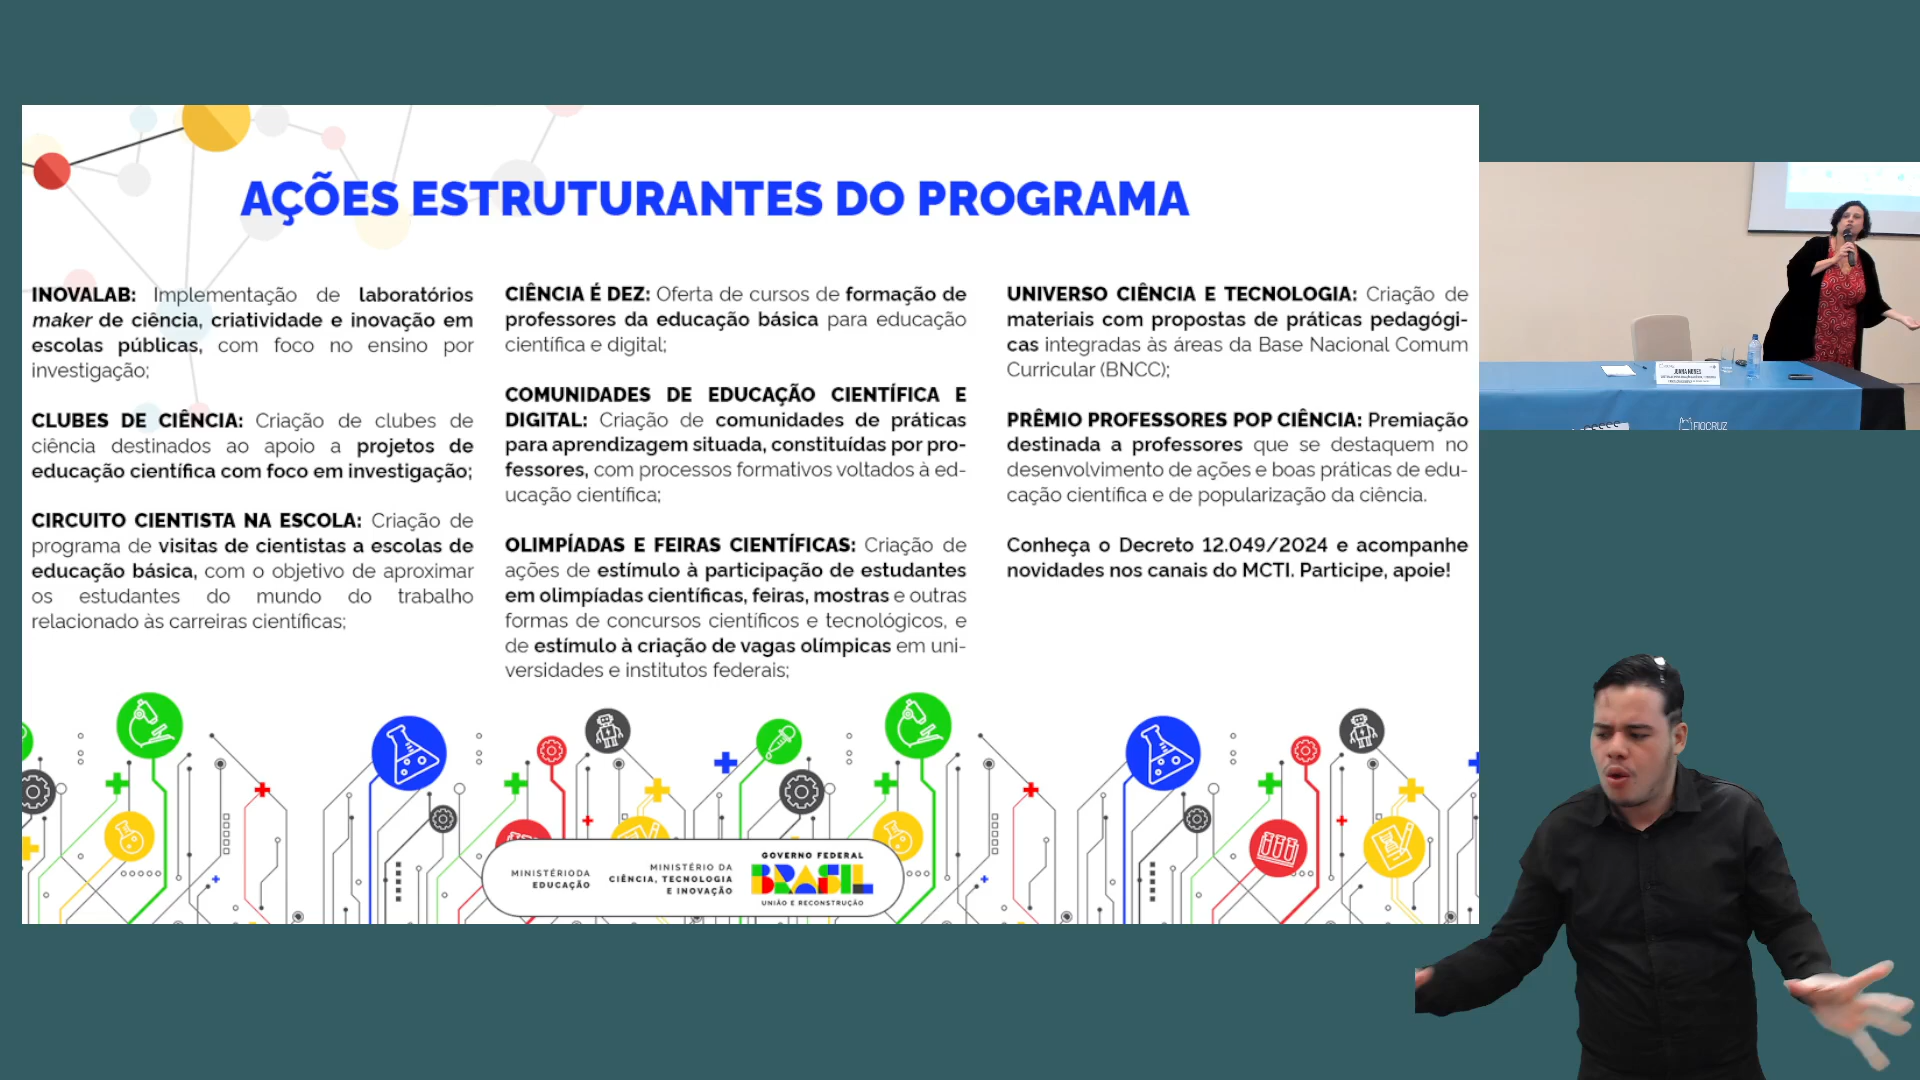 AÇÕES ESTRUTURANTES DO PROGRAMA
INOVALAB: Implementação de laboratórios
maker de ciência, criatividade e inovação em
escolas públicas, com foco no ensino por
investigação;
CLUBES DE CIÊNCIA: Criação de clubes de
ciência destinados ao apoio a projetos de
educação científica com foco em investigação;
CIRCUITO CIENTISTA NA ESCOLA: Criação de
programa de visitas de cientistas a escolas de
educação básica, com o objetivo de aproximar
os estudantes do mundo do trabalho
relacionado às carreiras científicas;
CIÊNCIA É DEZ: Oferta de cursos de formação de
professores da educação básica para educação
científica e digital;
COMUNIDADES DE EDUCAÇÃO CIENTÍFICA E
DIGITAL: Criação de comunidades de práticas
para aprendizagem situada, constituídas por pro-
fessores, com processos formativos voltados à ed-
ucação científica;
OLIMPÍADAS E FEIRAS CIENTÍFICAS: Criação de
ações de estímulo à participação de estudantes
em olimpíadas científicas, feiras, mostras e outras
formas de concursos científicos e tecnológicos, e
de estímulo à criação de vagas olímpicas em uni-
versidades e institutos federais;
UNIVERSO CIÊNCIA E TECNOLOGIA: Criação de
materiais com propostas de práticas pedagógi-
cas integradas às áreas da Base Nacional Comum
Curricular (BNCC);
PRÊMIO PROFESSORES POP CIÊNCIA: Premiação
destinada a professores que se destaquem no
desenvolvimento de ações e boas práticas de edu-
cação científica e de popularização da ciência.
Conheça o Decreto 12.049/2024 e acompanhe
novidades nos canais do MCTI. Participe, apoie!
MINISTÉRIO DA
EDUCAÇÃO
MINISTÉRIO DA
CIÊNCIA, TECNOLOGIA
E INOVAÇÃO
GOVERNO FEDERAL
BRASIL
UNIÃO E RECONSTRUÇÃO
JUANA NUNES
FIOCRUZ